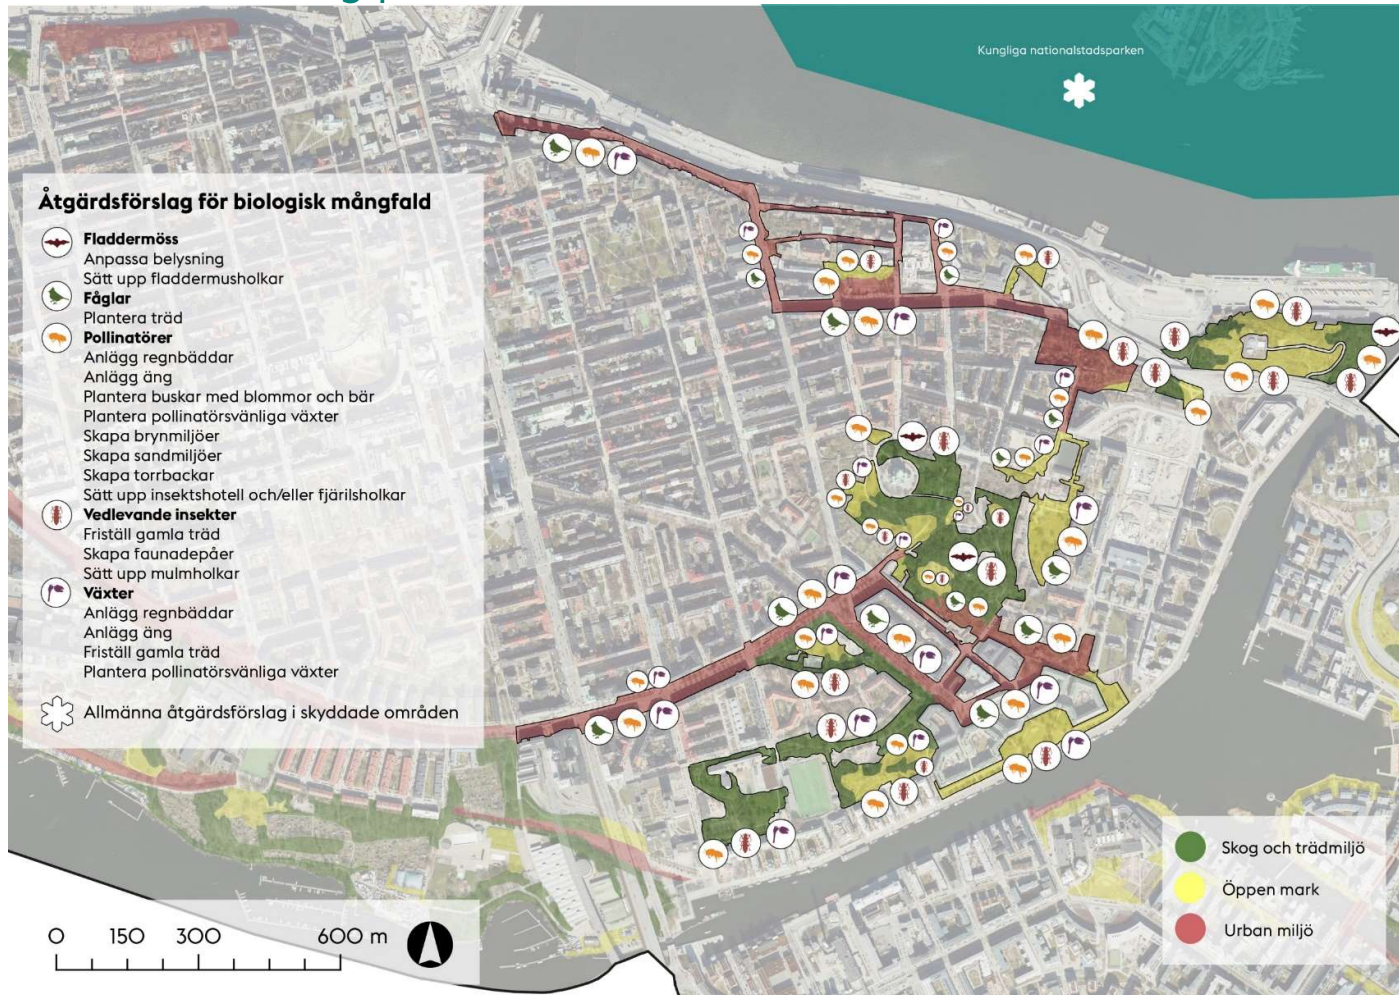 Kungliga nationalstadsparken
Åtgärdsförslag för biologisk mångfald
Fladdermöss
Anpassa belysning
Sätt upp fladdermusholkar
Fåglar
Plantera träd
Pollinatörer
Anlägg regnbäddar
Anlägg äng
Plantera buskar med blommor och bär
Plantera pollinatörsvänliga växter
Skapa brynmiljöer
Skapa sandmiljöer
Skapa torrbackar
Sätt upp insektshotell och/eller fjärilsholkar
Vedlevande insekter
Friställ gamla träd
Skapa faunadepåer
Sätt upp mulmholkar
Växter
Anlägg regnbäddar
Anlägg äng
Friställ gamla träd
Plantera pollinatörsvänliga växter
Allmänna åtgärdsförslag i skyddade områden
Skog och trädmiljö
Öppen mark
Urban miljö
0 150 300 600 m